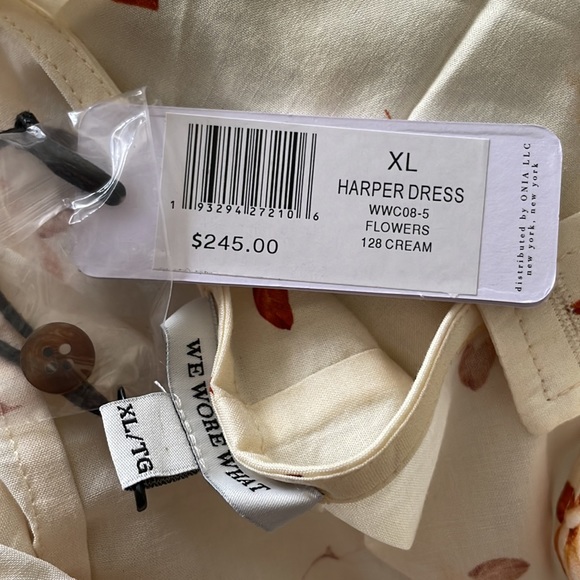 XL
HARPER DRESS
WWC08-5
FLOWERS
128 CREAM
1 93294 27210 6
$245.00
distributed by ONIA LLC
new york, new york
WE WORE WHAT
XL/TG